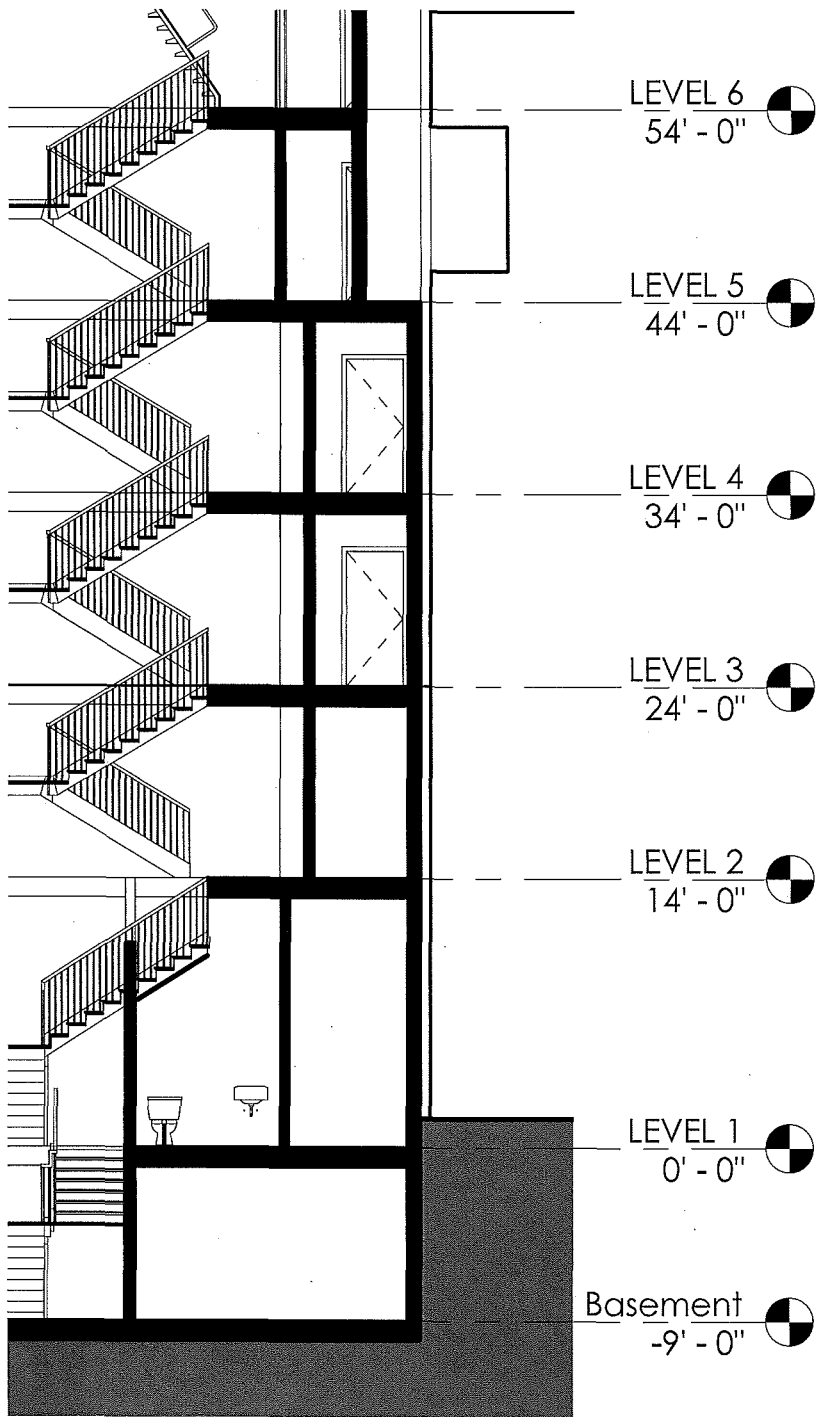 LEVEL 6
54' - 0"
LEVEL 5
44' - 0"
LEVEL 4
34' - 0"
LEVEL 3
24' - 0"
LEVEL 2
14' - 0"
LEVEL 1
0' - 0"
Basement
-9' - 0"